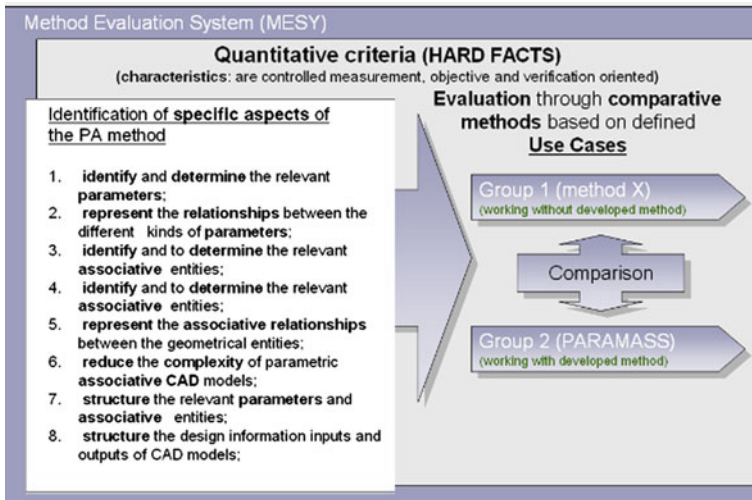 Method Evaluation System (MESY)
Quantitative criteria (HARD FACTS)
(characteristics: are controlled measurement, objective and verification oriented)
Identification of specific aspects of
the PA method
1. identify and determine the relevant
parameters;
2. represent the relationships between the
different kinds of parameters;
3. identify and to determine the relevant
associative entities;
4. identify and to determine the relevant
associative entities;
5. represent the associative relationships
between the geometrical entities;
6. reduce the complexity of parametric
associative CAD models;
7. structure the relevant parameters and
associative entities;
8. structure the design information inputs and
outputs of CAD models;
Evaluation through comparative
methods based on defined
Use Cases
Group 1 (method X)
(working without developed method)
Comparison
Group 2 (PARAMASS)
(working with developed method)